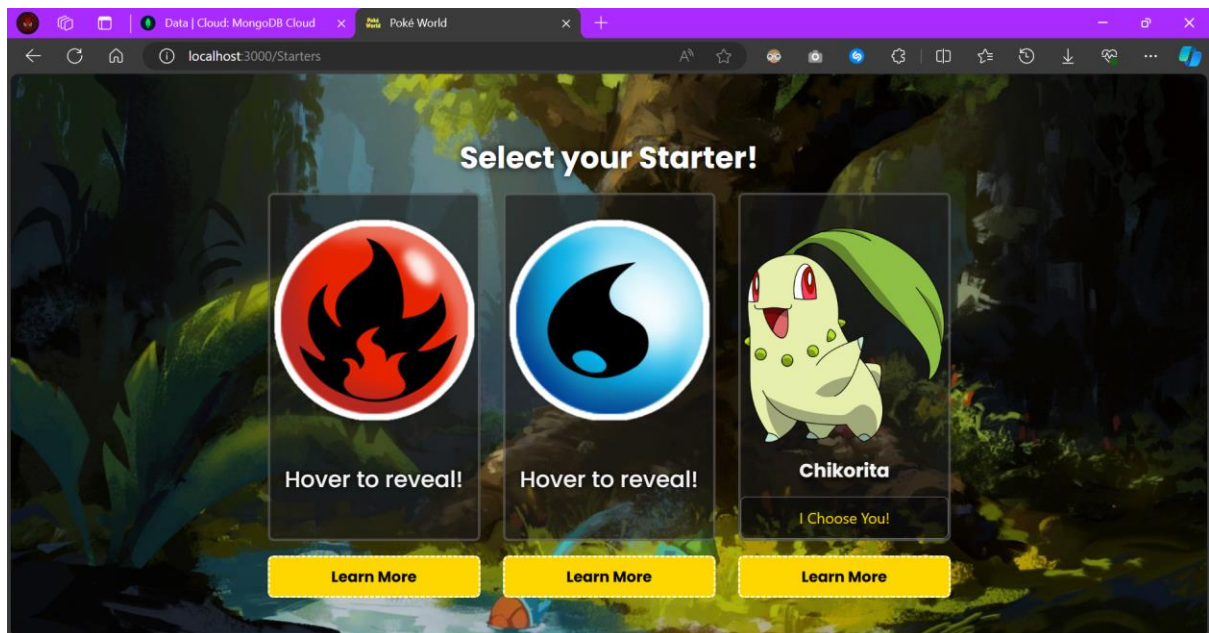 Data | Cloud: MongoDB Cloud
Poké World
localhost:3000/Starters
Select your Starter!
Hover to reveal!
Hover to reveal!
Chikorita
I Choose You!
Learn More
Learn More
Learn More